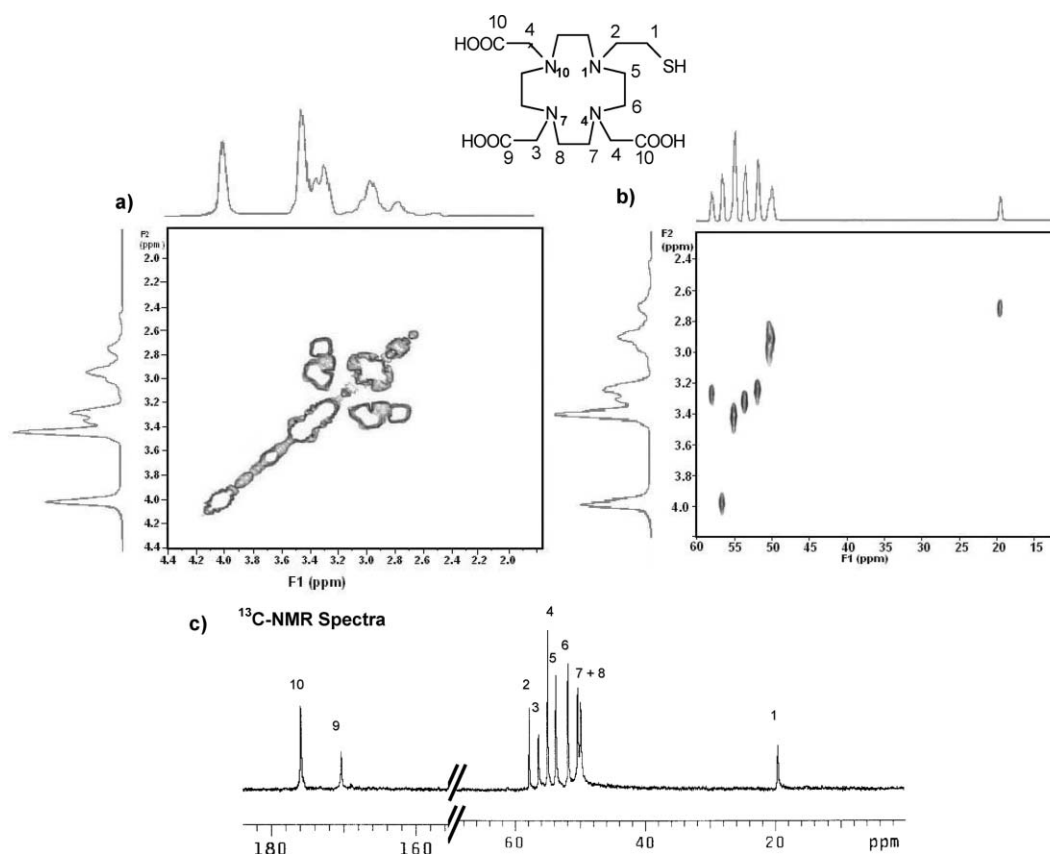 10 4 2 1
HOOC SH
N 10 1 N 5
6
N 7 4 N
HOOC COOH
9 3 8 7 4 10
a)
F2
(ppm)
2.0
2.2
2.4
2.6
2.8
3.0
3.2
3.4
3.6
3.8
4.0
4.2
4.4
4.4 4.2 4.0 3.8 3.6 3.4 3.2 3.0 2.8 2.6 2.4 2.2 2.0
F1 (ppm)
b)
F2
(ppm)
2.4
2.6
2.8
3.0
3.2
3.4
3.6
3.8
4.0
60 55 50 45 40 35 30 25 20 15
F1 (ppm)
c) 13C-NMR Spectra
10 9 2 3 4 5 6 7 + 8 1
180 160 60 40 20 ppm